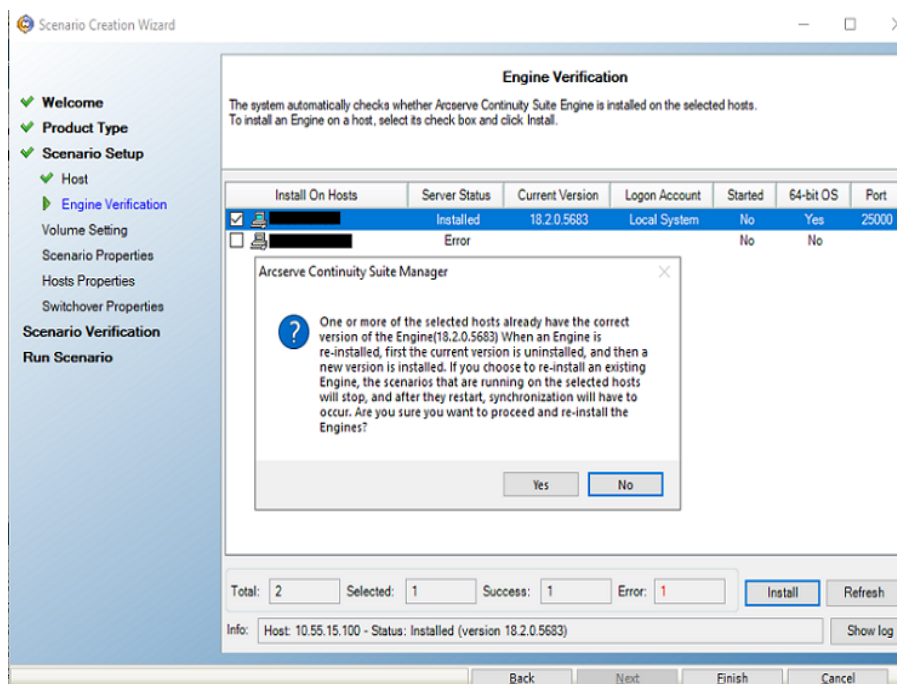 Scenario Creation Wizard
Engine Verification
The system automatically checks whether Arcserve Continuity Suite Engine is installed on the selected hosts.
To install an Engine on a host, select its check box and click Install.
Welcome
Product Type
Scenario Setup
Host
Engine Verification
Volume Setting
Scenario Properties
Hosts Properties
Switchover Properties
Scenario Verification
Run Scenario
Install On Hosts Server Status Current Version Logon Account Started 64-bit OS Port
Installed 18.2.0.5683 Local System No Yes 25000
Error No No
Arcserve Continuity Suite Manager
One or more of the selected hosts already have the correct
version of the Engine(18.2.0.5683) When an Engine is
re-installed, first the current version is uninstalled, and then a
new version is installed. If you choose to re-install an existing
Engine, the scenarios that are running on the selected hosts
will stop, and after they restart, synchronization will have to
occur. Are you sure you want to proceed and re-install the
Engines?
Yes No
Total: 2 Selected: 1 Success: 1 Error: 1 Install Refresh
Info: Host: 10.55.15.100 - Status: Installed (version 18.2.0.5683) Show log
Back Next Finish Cancel